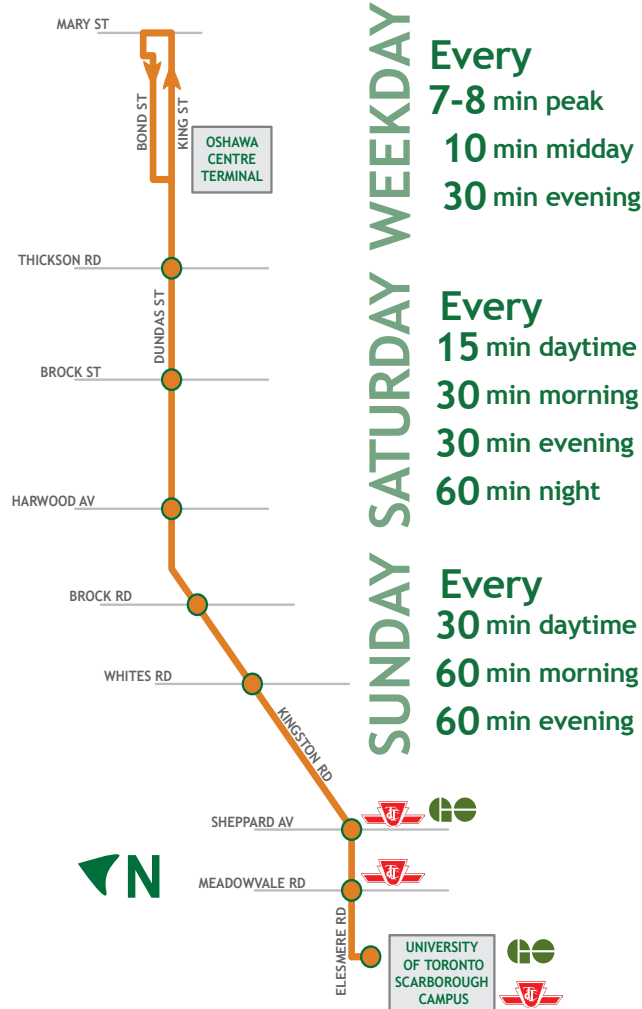 MARY ST
BOND ST
KING ST
OSHAWA
CENTRE
TERMINAL
THICKSON RD
DUNDAS ST
BROCK ST
HARWOOD AV
BROCK RD
WHITES RD
KINGSTON RD
SHEPPARD AV
GO
N
MEADOWVALE RD
ELESMERE RD
UNIVERSITY
OF TORONTO
SCARBOROUGH
CAMPUS
GO
WEEKDAY
Every
7-8 min peak
10 min midday
30 min evening
SATURDAY
Every
15 min daytime
30 min morning
30 min evening
60 min night
SUNDAY
Every
30 min daytime
60 min morning
60 min evening